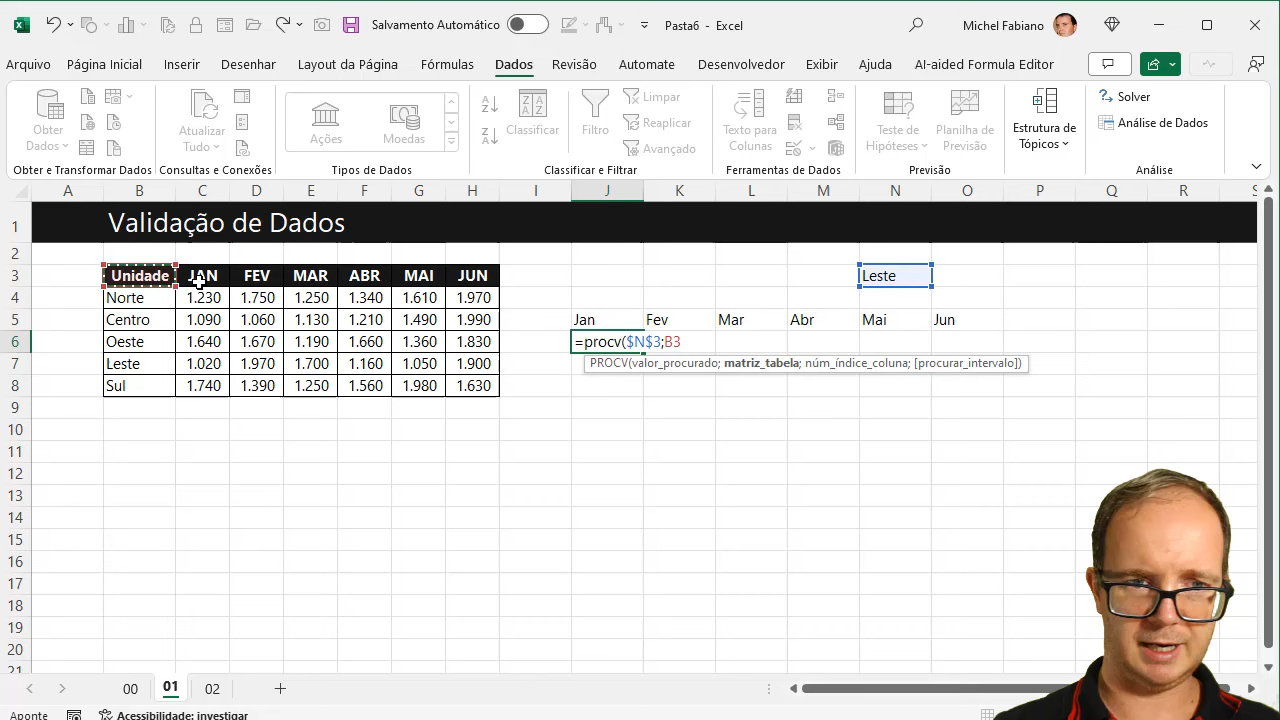 Salvamento Automático
Pasta6 - Excel
Michel Fabiano
Arquivo Página Inicial Inserir Desenhar Layout da Página Fórmulas Dados Revisão Automate Desenvolvedor Exibir Ajuda AI-aided Formula Editor
Obter Dados
Atualizar Tudo
Ações
Moedas
Classificar
Filtro
Limpar
Reaplicar
Avançado
Texto para Colunas
Teste de Hipóteses
Planilha de Previsão
Estrutura de Tópicos
Solver
Análise de Dados
Obter e Transformar Dados Consultas e Conexões Tipos de Dados Classificar e Filtrar Ferramentas de Dados Previsão Análise
A B C D E F G H I J K L M N O P Q R S
1 Validação de Dados
2
3 Unidade JAN FEV MAR ABR MAI JUN Leste
4 Norte 1.230 1.750 1.250 1.340 1.610 1.970
5 Centro 1.090 1.060 1.130 1.210 1.490 1.990 Jan Fev Mar Abr Mai Jun
6 Oeste 1.640 1.670 1.190 1.660 1.360 1.830 =procv($N$3;B3
7 Leste 1.020 1.970 1.700 1.160 1.050 1.900 PROCV(valor_procurado; matriz_tabela; núm_índice_coluna; [procurar_intervalo])
8 Sul 1.740 1.390 1.250 1.560 1.980 1.630
9
10
11
12
13
14
15
16
17
18
19
20
21
00 01 02
Aponte Acessibilidade: investigar